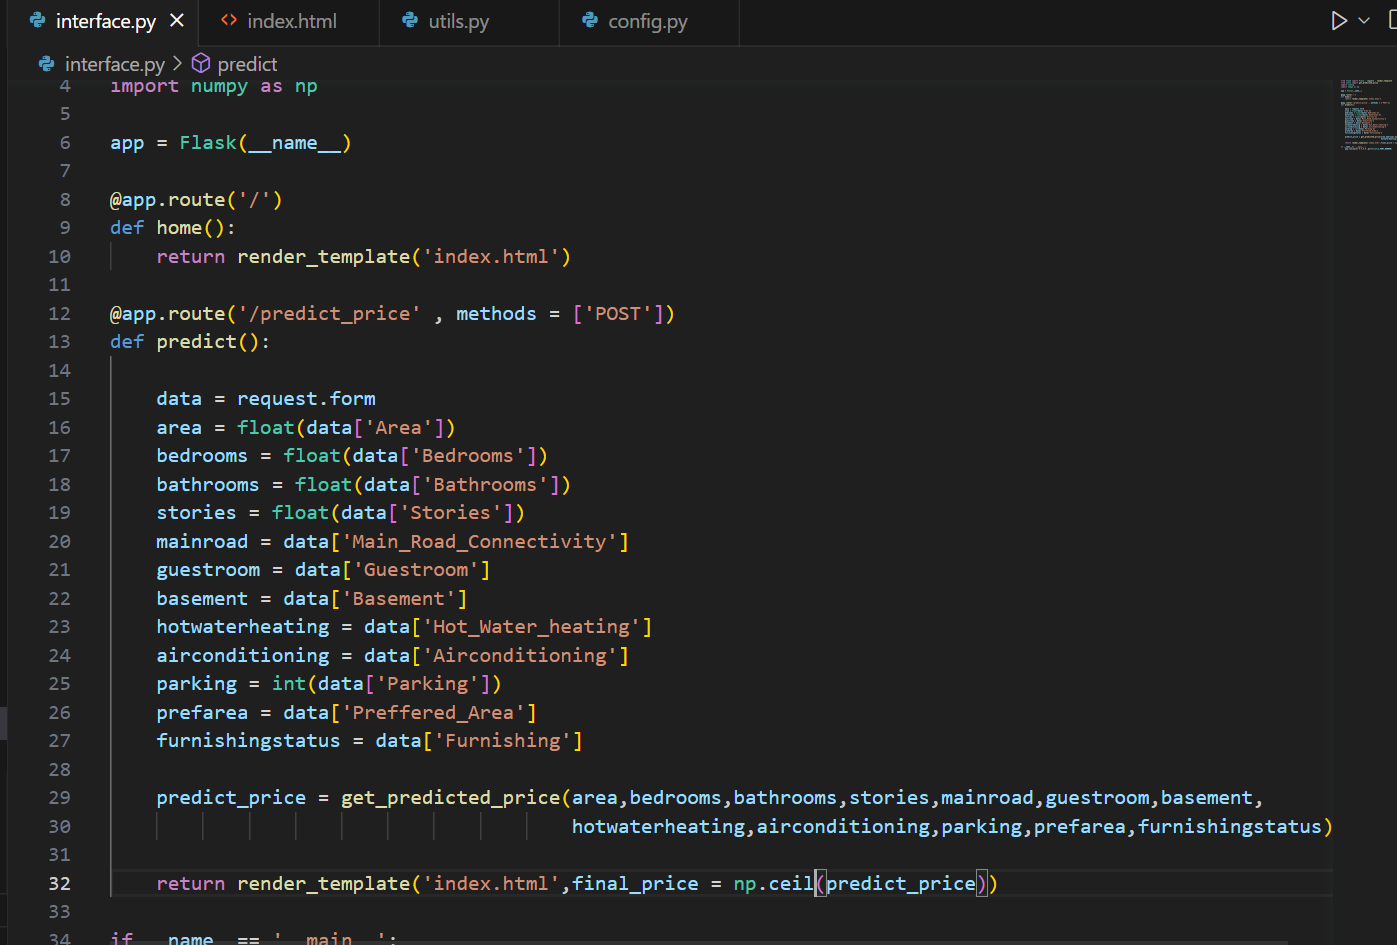 interface.py
index.html
utils.py
config.py
interface.py > predict
4 import numpy as np
5
6 app = Flask(__name__)
7
8 @app.route('/')
9 def home():
10 return render_template('index.html')
11
12 @app.route('/predict_price' , methods = ['POST'])
13 def predict():
14
15 data = request.form
16 area = float(data['Area'])
17 bedrooms = float(data['Bedrooms'])
18 bathrooms = float(data['Bathrooms'])
19 stories = float(data['Stories'])
20 mainroad = data['Main_Road_Connectivity']
21 guestroom = data['Guestroom']
22 basement = data['Basement']
23 hotwaterheating = data['Hot_Water_heating']
24 airconditioning = data['Airconditioning']
25 parking = int(data['Parking'])
26 prefarea = data['Preffered_Area']
27 furnishingstatus = data['Furnishing']
28
29 predict_price = get_predicted_price(area,bedrooms,bathrooms,stories,mainroad,guestroom,basement,
30 hotwaterheating,airconditioning,parking,prefarea,furnishingstatus)
31
32 return render_template('index.html',final_price = np.ceil(predict_price))
33
34 if __name__ == '__main__':